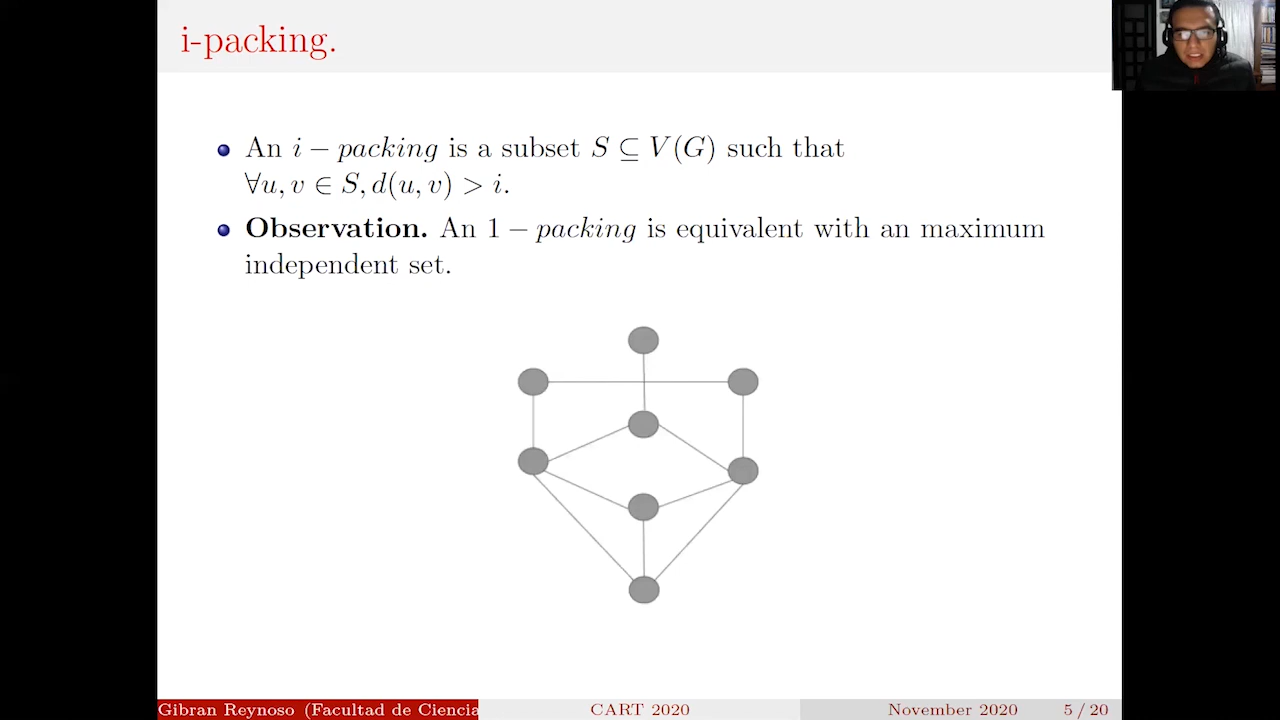 i-packing.
An i − packing is a subset S ⊆ V(G) such that
∀u, v ∈ S, d(u, v) > i.
Observation. An 1 − packing is equivalent with an maximum
independent set.
Gibran Reynoso (Facultad de Ciencia
CART 2020
November 2020
5 / 20